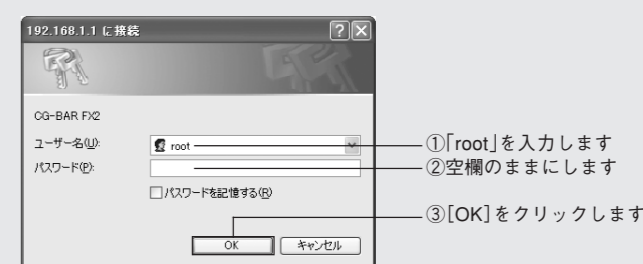 192.168.1.1 に接続
CG-BAR FX2
ユーザー名(U):
root
①「root」を入力します
パスワード(P):
②空欄のままにします
パスワードを記憶する(R)
③[OK]をクリックします
OK
キャンセル